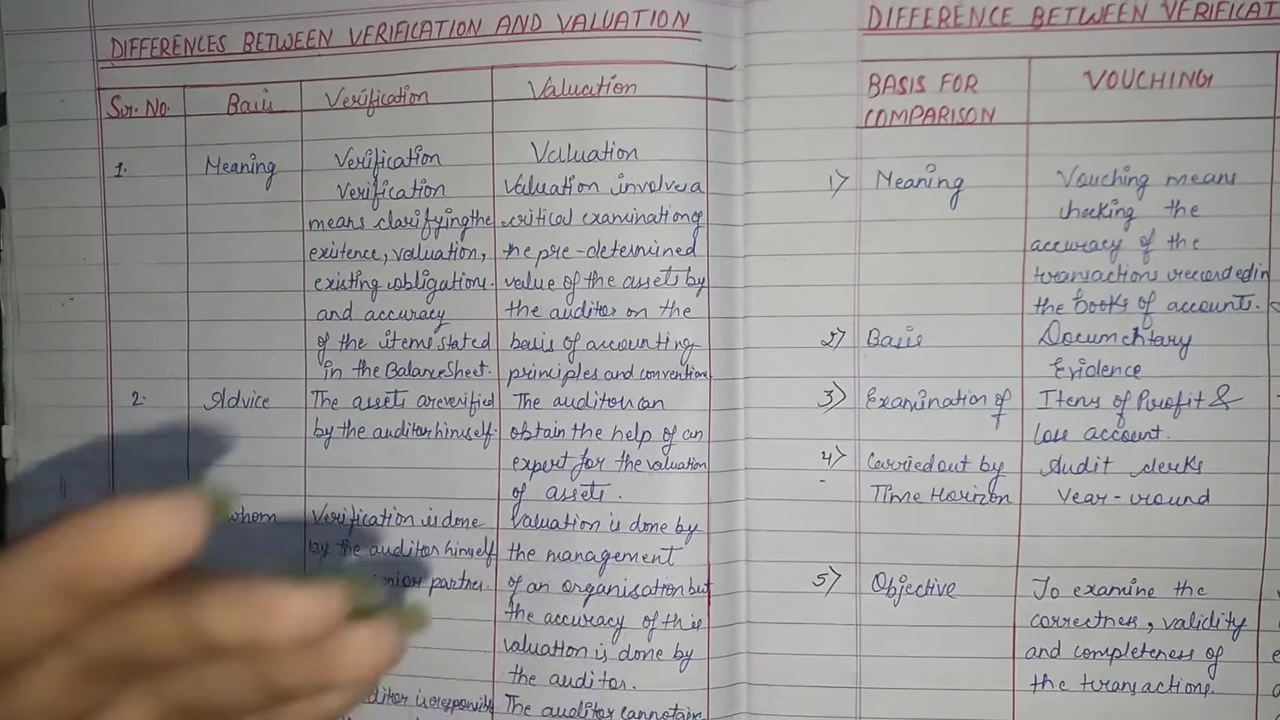 DIFFERENCES BETWEEN VERIFICATION AND VALUATION
Sr. No. Basis Verification Valuation
1. Meaning Verification Valuation
Verification Valuation involve a
means clarifying the critical examination of
existence, valuation, the pre-determined
existing obligations. value of the assets by
and accuracy the auditor on the
of the items stated basis of accounting
in the Balance Sheet. principles and convention
2. Advice The assets are verified The auditor can
by the auditor himself. obtain the help of an
expert for the valuation
of assets.
whom Verification is done Valuation is done by
by the auditor himself the management
partner. of an organisation but
the accuracy of this
valuation is done by
the auditor.
is responsible The auditor cannot
DIFFERENCE BETWEEN VERIFICAT
BASIS FOR VOUCHING
COMPARISON
1) Meaning Vouching means
checking the
accuracy of the
transactions recorded in
the books of accounts.
2) Basis Documentary
Evidence
3) Examination of Items of Profit &
loss account.
4) Carried out by Audit clerks
Time Horizon Year-round
5) Objective To examine the
correctness, validity
and completeness of
the transactions.